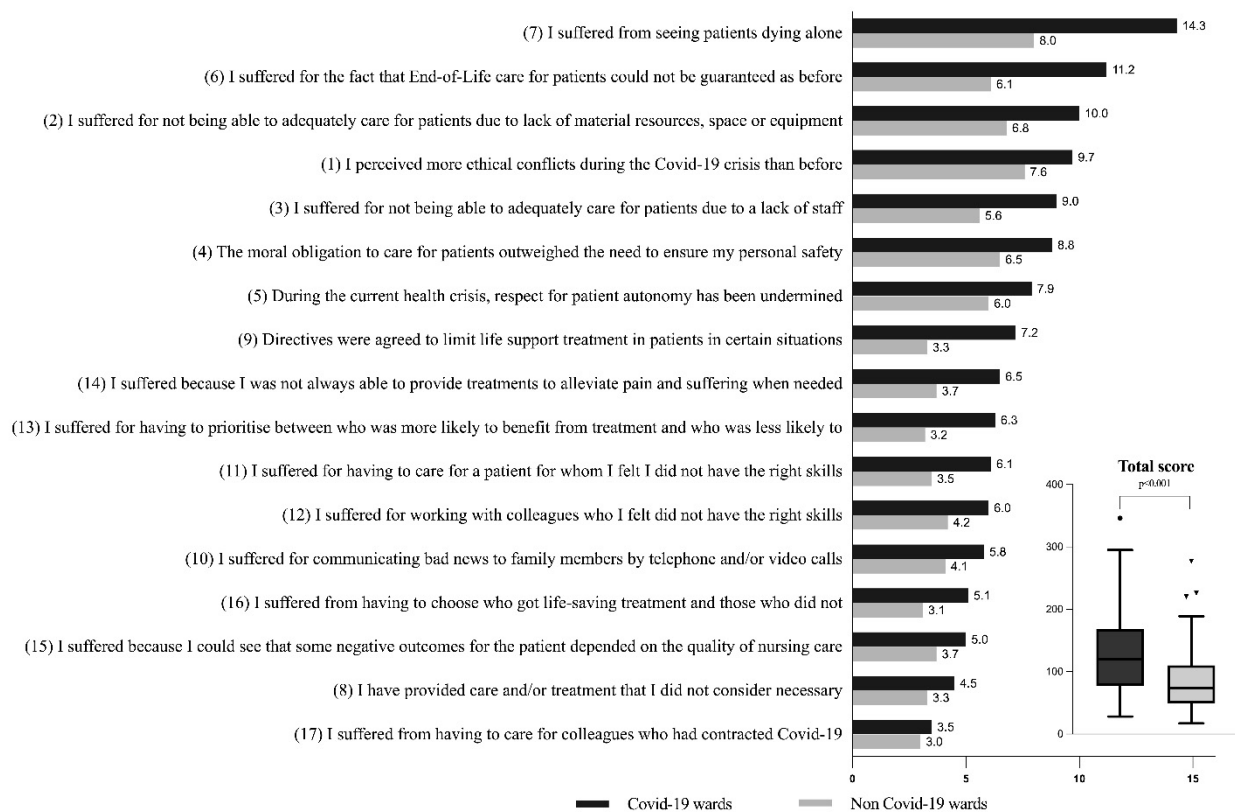 (7) I suffered from seeing patients dying alone
14.3
8.0
(6) I suffered for the fact that End-of-Life care for patients could not be guaranteed as before
11.2
6.1
(2) I suffered for not being able to adequately care for patients due to lack of material resources, space or equipment
10.0
6.8
(1) I perceived more ethical conflicts during the Covid-19 crisis than before
9.7
7.6
(3) I suffered for not being able to adequately care for patients due to a lack of staff
9.0
5.6
(4) The moral obligation to care for patients outweighed the need to ensure my personal safety
8.8
6.5
(5) During the current health crisis, respect for patient autonomy has been undermined
7.9
6.0
(9) Directives were agreed to limit life support treatment in patients in certain situations
7.2
3.3
(14) I suffered because I was not always able to provide treatments to alleviate pain and suffering when needed
6.5
3.7
(13) I suffered for having to prioritise between who was more likely to benefit from treatment and who was less likely to
6.3
3.2
(11) I suffered for having to care for a patient for whom I felt I did not have the right skills
6.1
3.5
(12) I suffered for working with colleagues who I felt did not have the right skills
6.0
4.2
(10) I suffered for communicating bad news to family members by telephone and/or video calls
5.8
4.1
(16) I suffered from having to choose who got life-saving treatment and those who did not
5.1
3.1
(15) I suffered because I could see that some negative outcomes for the patient depended on the quality of nursing care
5.0
3.7
(8) I have provided care and/or treatment that I did not consider necessary
4.5
3.3
(17) I suffered from having to care for colleagues who had contracted Covid-19
3.5
3.0
0
5
10
15
Covid-19 wards
Non Covid-19 wards
Total score
p<0.001
400
300
200
100
0